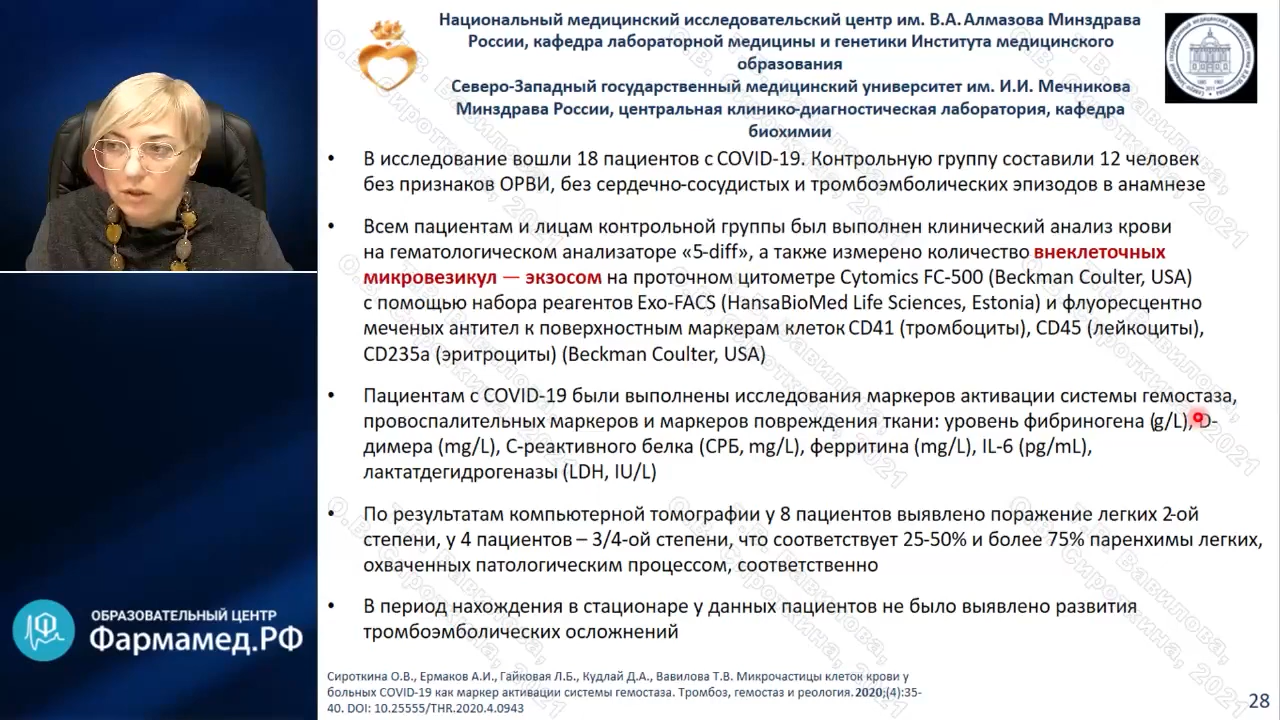 Национальный медицинский исследовательский центр им. В.А. Алмазова Минздрава
России, кафедра лабораторной медицины и генетики Института медицинского
образования
Северо-Западный государственный медицинский университет им. И.И. Мечникова
Минздрава России, центральная клинико-диагностическая лаборатория, кафедра
биохимии
• В исследование вошли 18 пациентов с COVID-19. Контрольную группу составили 12 человек
без признаков ОРВИ, без сердечно-сосудистых и тромбоэмболических эпизодов в анамнезе
• Всем пациентам и лицам контрольной группы был выполнен клинический анализ крови
на гематологическом анализаторе «5-diff», а также измерено количество внеклеточных
микровезикул — экзосом на проточном цитометре Cytomics FC-500 (Beckman Coulter, USA)
с помощью набора реагентов Exo-FACS (HansaBioMed Life Sciences, Estonia) и флуоресцентно
меченых антител к поверхностным маркерам клеток CD41 (тромбоциты), CD45 (лейкоциты),
CD235a (эритроциты) (Beckman Coulter, USA)
• Пациентам с COVID-19 были выполнены исследования маркеров активации системы гемостаза,
провоспалительных маркеров и маркеров повреждения ткани: уровень фибриногена (g/L), D-
димера (mg/L), С-реактивного белка (СРБ, mg/L), ферритина (mg/L), IL-6 (pg/mL),
лактатдегидрогеназы (LDH, IU/L)
• По результатам компьютерной томографии у 8 пациентов выявлено поражение легких 2-ой
степени, у 4 пациентов – 3/4-ой степени, что соответствует 25-50% и более 75% паренхимы легких,
охваченных патологическим процессом, соответственно
• В период нахождения в стационаре у данных пациентов не было выявлено развития
тромбоэмболических осложнений
Сироткина О.В., Ермаков А.И., Гайковая Л.Б., Кудлай Д.А., Вавилова Т.В. Микрочастицы клеток крови у
больных COVID-19 как маркер активации системы гемостаза. Тромбоз, гемостаз и реология. 2020;(4):35-
40. DOI: 10.25555/THR.2020.4.0943
28
ОБРАЗОВАТЕЛЬНЫЙ ЦЕНТР
Фармамед.РФ